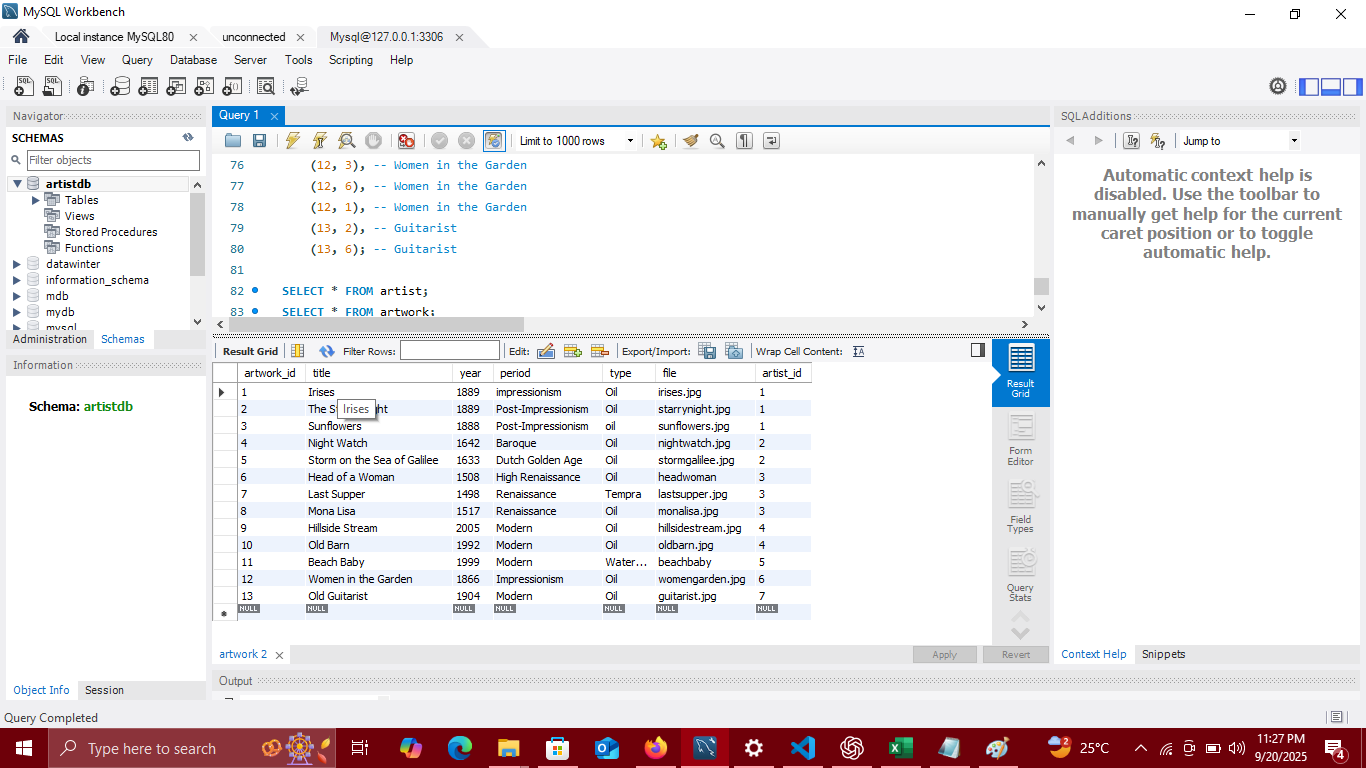 MySQL Workbench
Local instance MySQL80 unconnected Mysql@127.0.0.1:3306
File Edit View Query Database Server Tools Scripting Help
Navigator
SCHEMAS
Filter objects
artistdb
Tables
Views
Stored Procedures
Functions
datawinter
information_schema
mdb
mydb
mysql
Administration Schemas
Information
Schema: artistdb
Object Info Session
Query 1
Limit to 1000 rows
76 (12, 3), -- Women in the Garden
77 (12, 6), -- Women in the Garden
78 (12, 1), -- Women in the Garden
79 (13, 2), -- Guitarist
80 (13, 6); -- Guitarist
81
82 SELECT * FROM artist;
83 SELECT * FROM artwork;
Result Grid Filter Rows: Edit: Export/Import: Wrap Cell Content:
artwork_id title year period type file artist_id
1 Irises 1889 impressionism Oil irises.jpg 1
2 The St ght 1889 Post-Impressionism Oil starrynight.jpg 1
Irises
3 Sunflowers 1888 Post-Impressionism oil sunflowers.jpg 1
4 Night Watch 1642 Baroque Oil nightwatch.jpg 2
5 Storm on the Sea of Galilee 1633 Dutch Golden Age Oil stormgalilee.jpg 2
6 Head of a Woman 1508 High Renaissance Oil headwoman 3
7 Last Supper 1498 Renaissance Tempra lastsupper.jpg 3
8 Mona Lisa 1517 Renaissance Oil monalisa.jpg 3
9 Hillside Stream 2005 Modern Oil hillsidestream.jpg 4
10 Old Barn 1992 Modern Oil oldbarn.jpg 4
11 Beach Baby 1999 Modern Water... beachbaby 5
12 Women in the Garden 1866 Impressionism Oil womengarden.jpg 6
13 Old Guitarist 1904 Modern Oil guitarist.jpg 7
NULL NULL NULL NULL NULL NULL NULL
Result Grid
Form Editor
Field Types
Query Stats
artwork 2 Apply Revert
Output
SQLAdditions
Jump to
Automatic context help is
disabled. Use the toolbar to
manually get help for the current
caret position or to toggle
automatic help.
Context Help Snippets
Query Completed
Type here to search
25°C
11:27 PM
9/20/2025
4